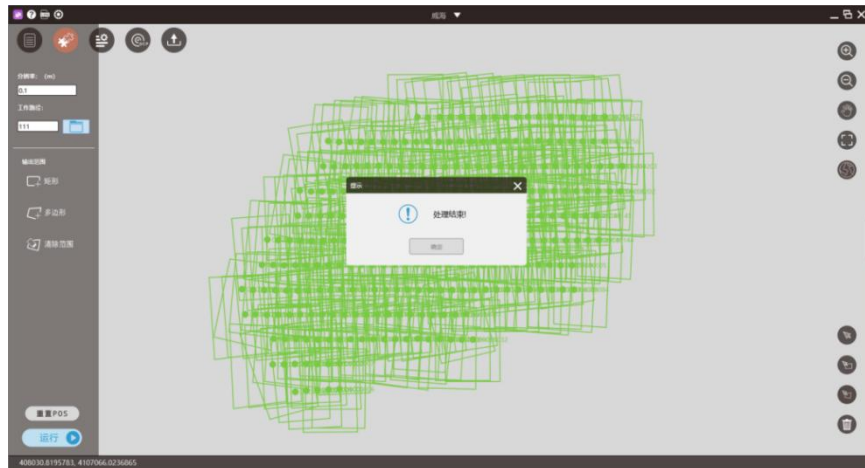 威海
分辨率： (m)
0.1
工作路径:
111
输出范围
矩形
多边形
清除范围
提示
处理结束!
确定
重置POS
运行
408030.8195783, 4107066.0236865